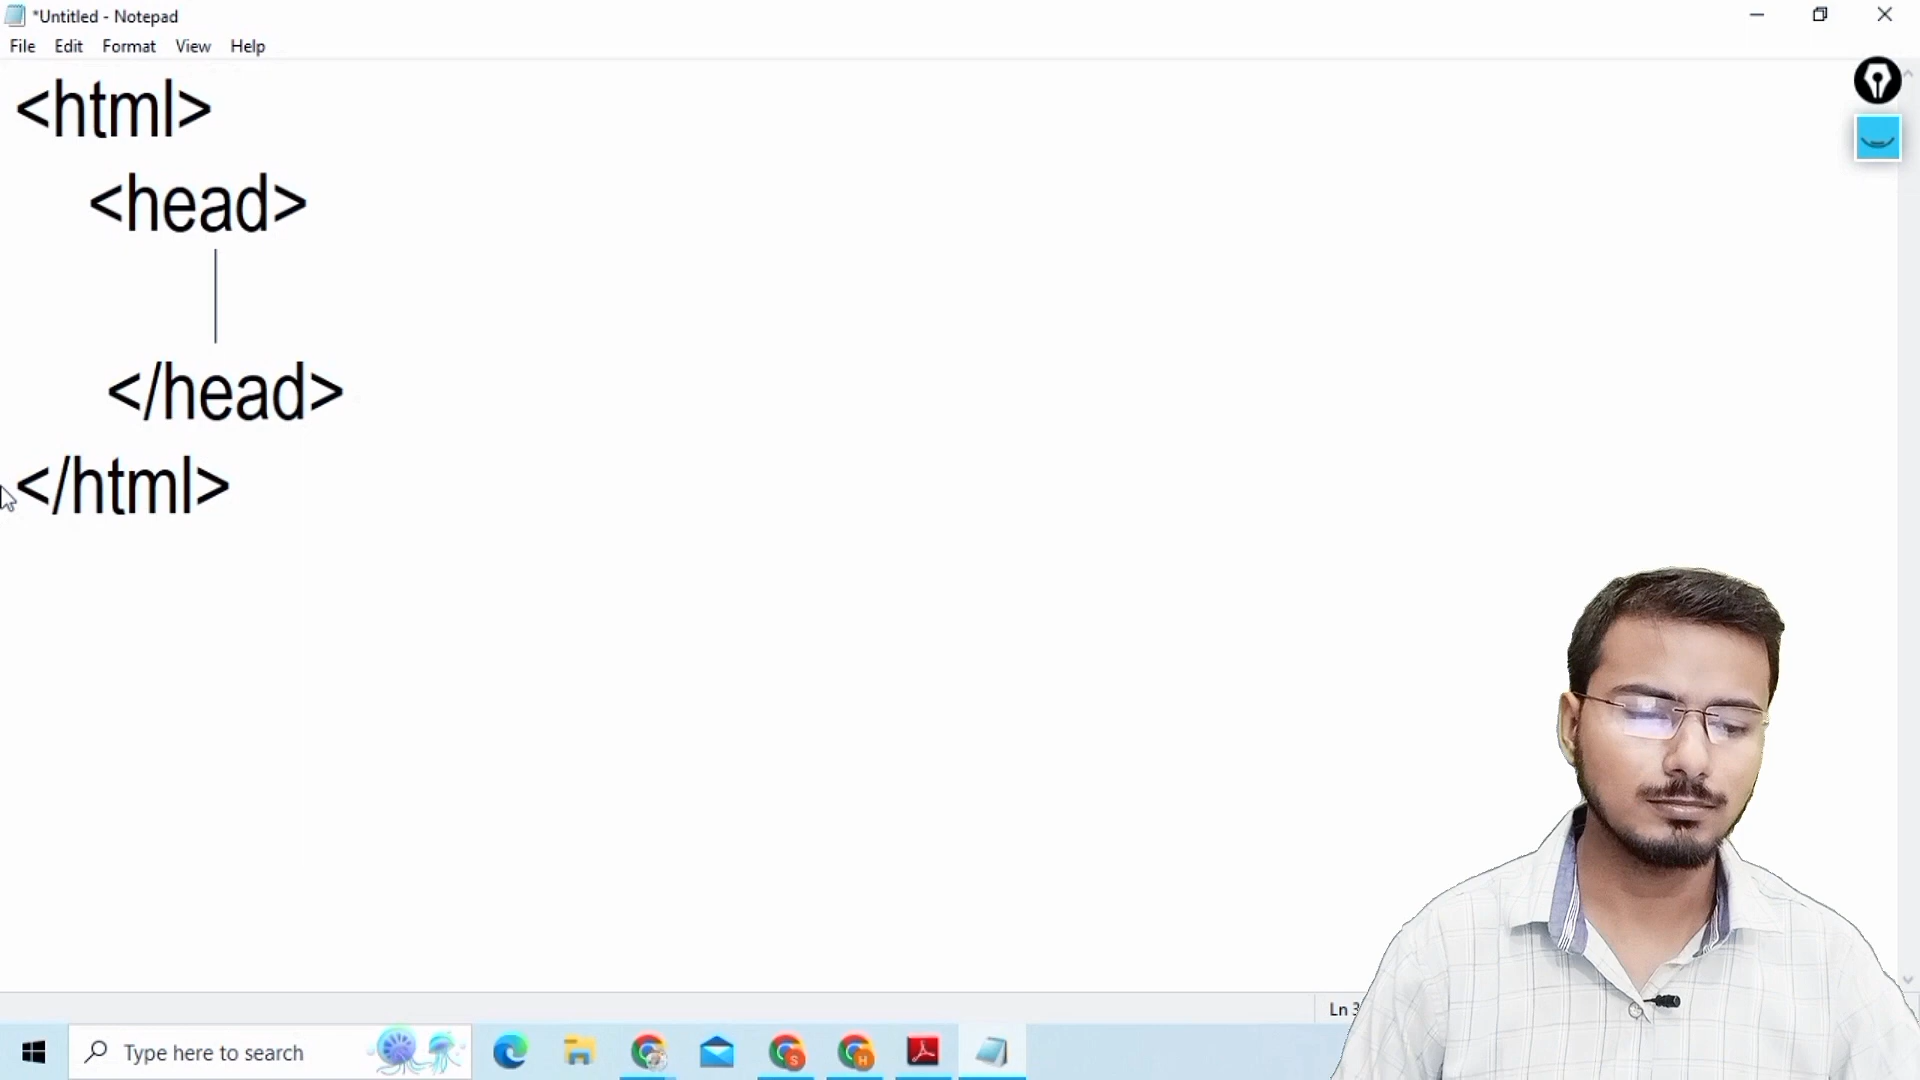 *Untitled - Notepad
File Edit Format View Help
<html>
<head>
</head>
</html>
Ln 3
Type here to search
S
H